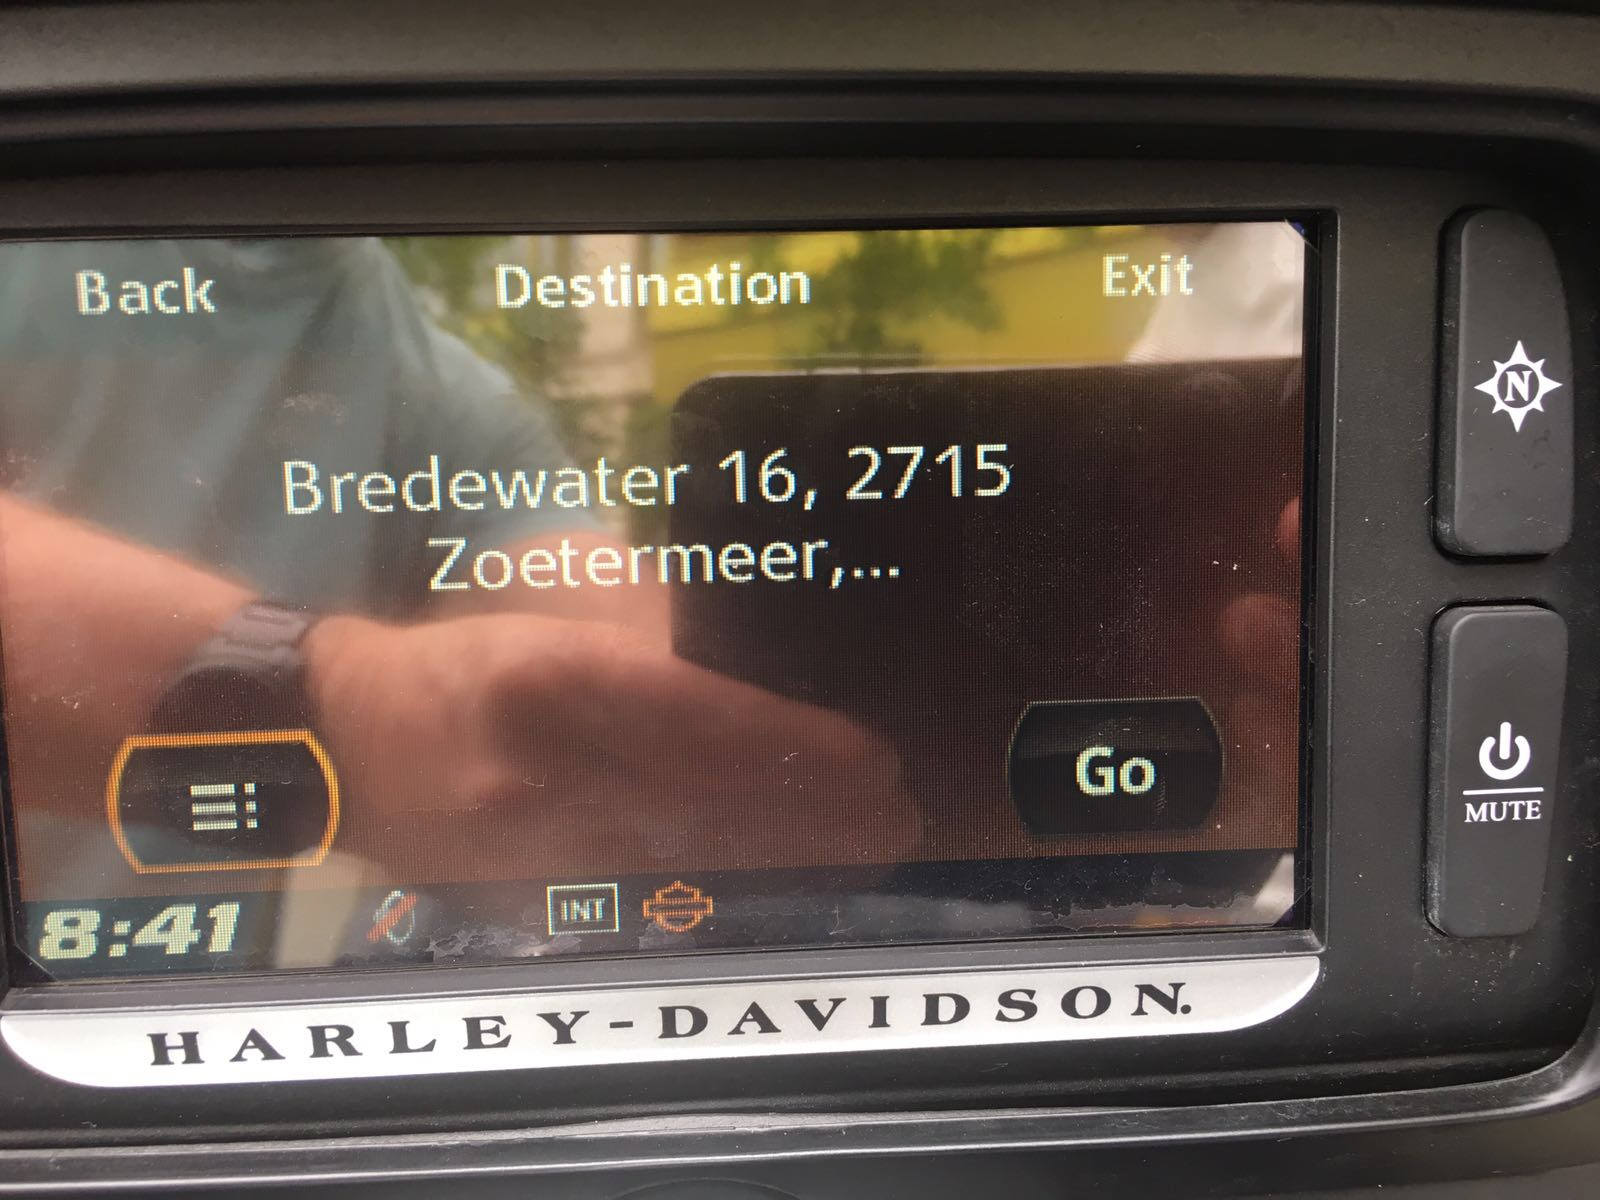 Back Destination Exit
Bredewater 16, 2715
Zoetermeer,...
Go
8:41 INT
N
MUTE
HARLEY-DAVIDSON.